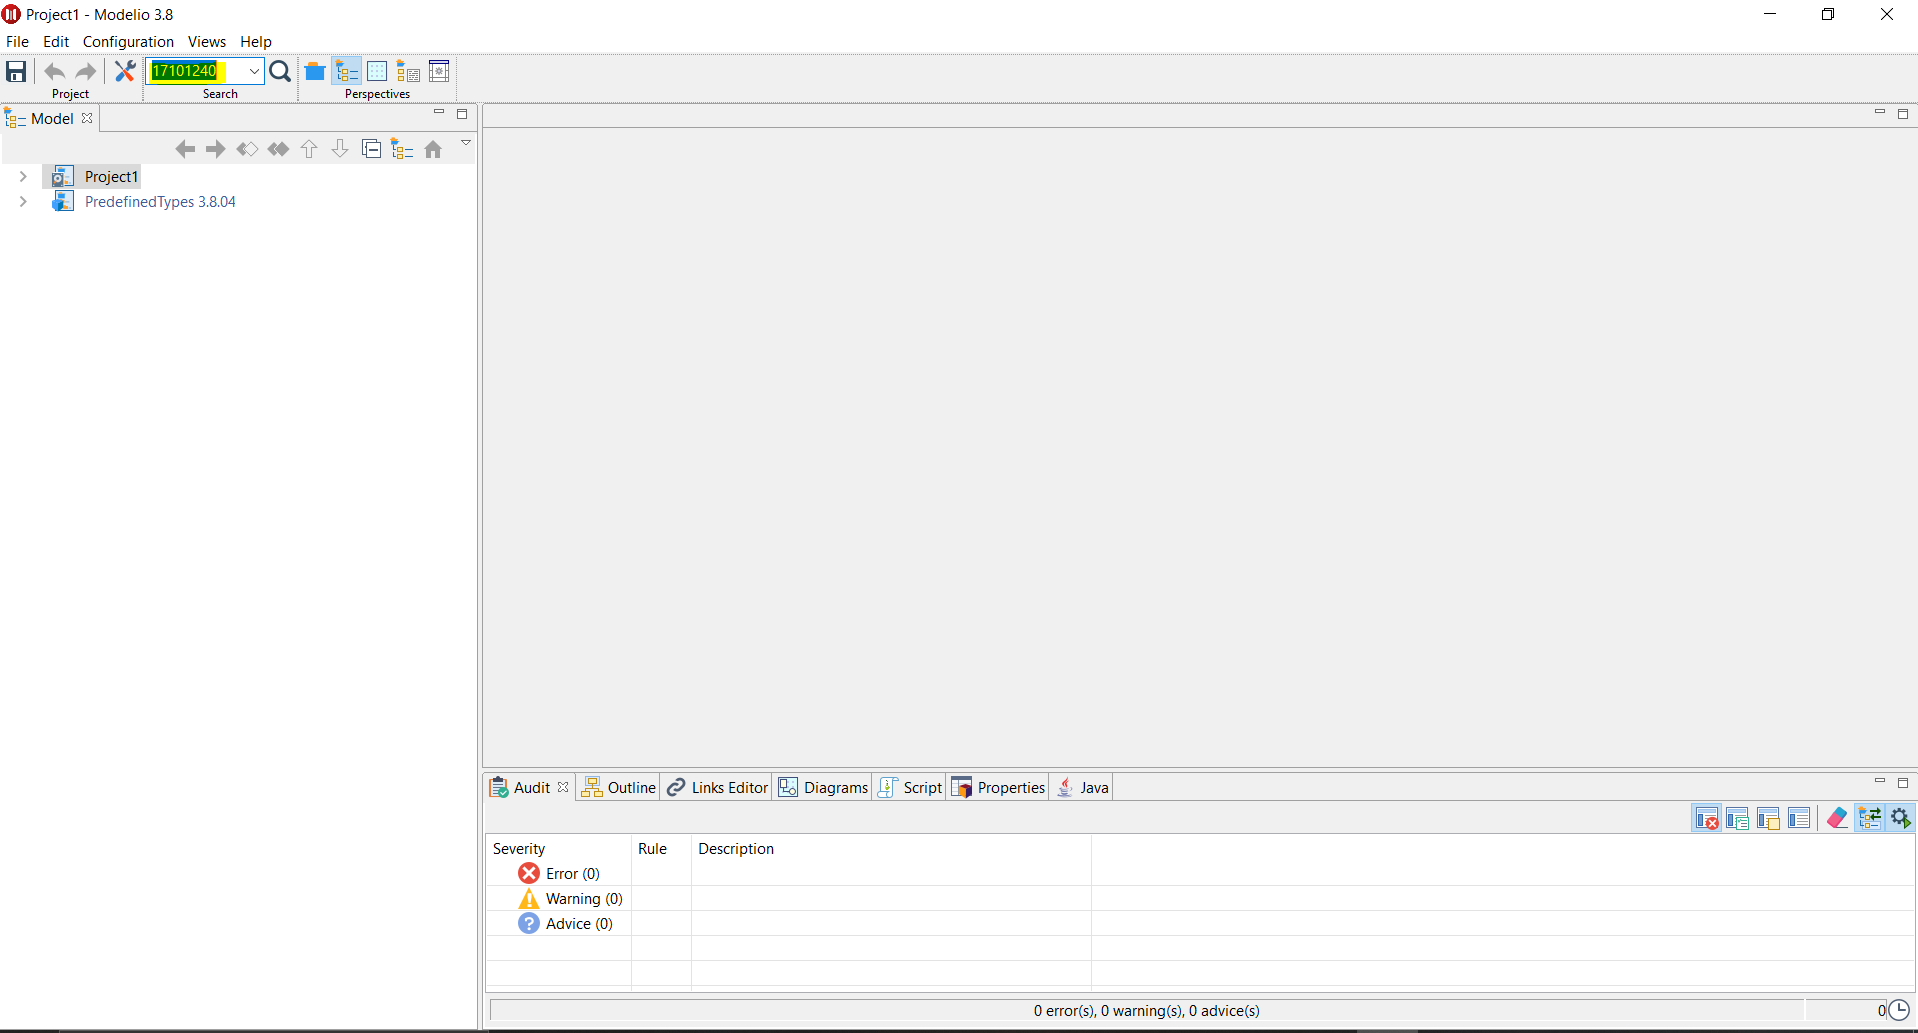 Project1 - Modelio 3.8
File Edit Configuration Views Help
17101240
Project Search Perspectives
Model
Project1
PredefinedTypes 3.8.04
Audit Outline Links Editor Diagrams Script Properties Java
Severity Rule Description
Error (0)
Warning (0)
Advice (0)
0 error(s), 0 warning(s), 0 advice(s) 0